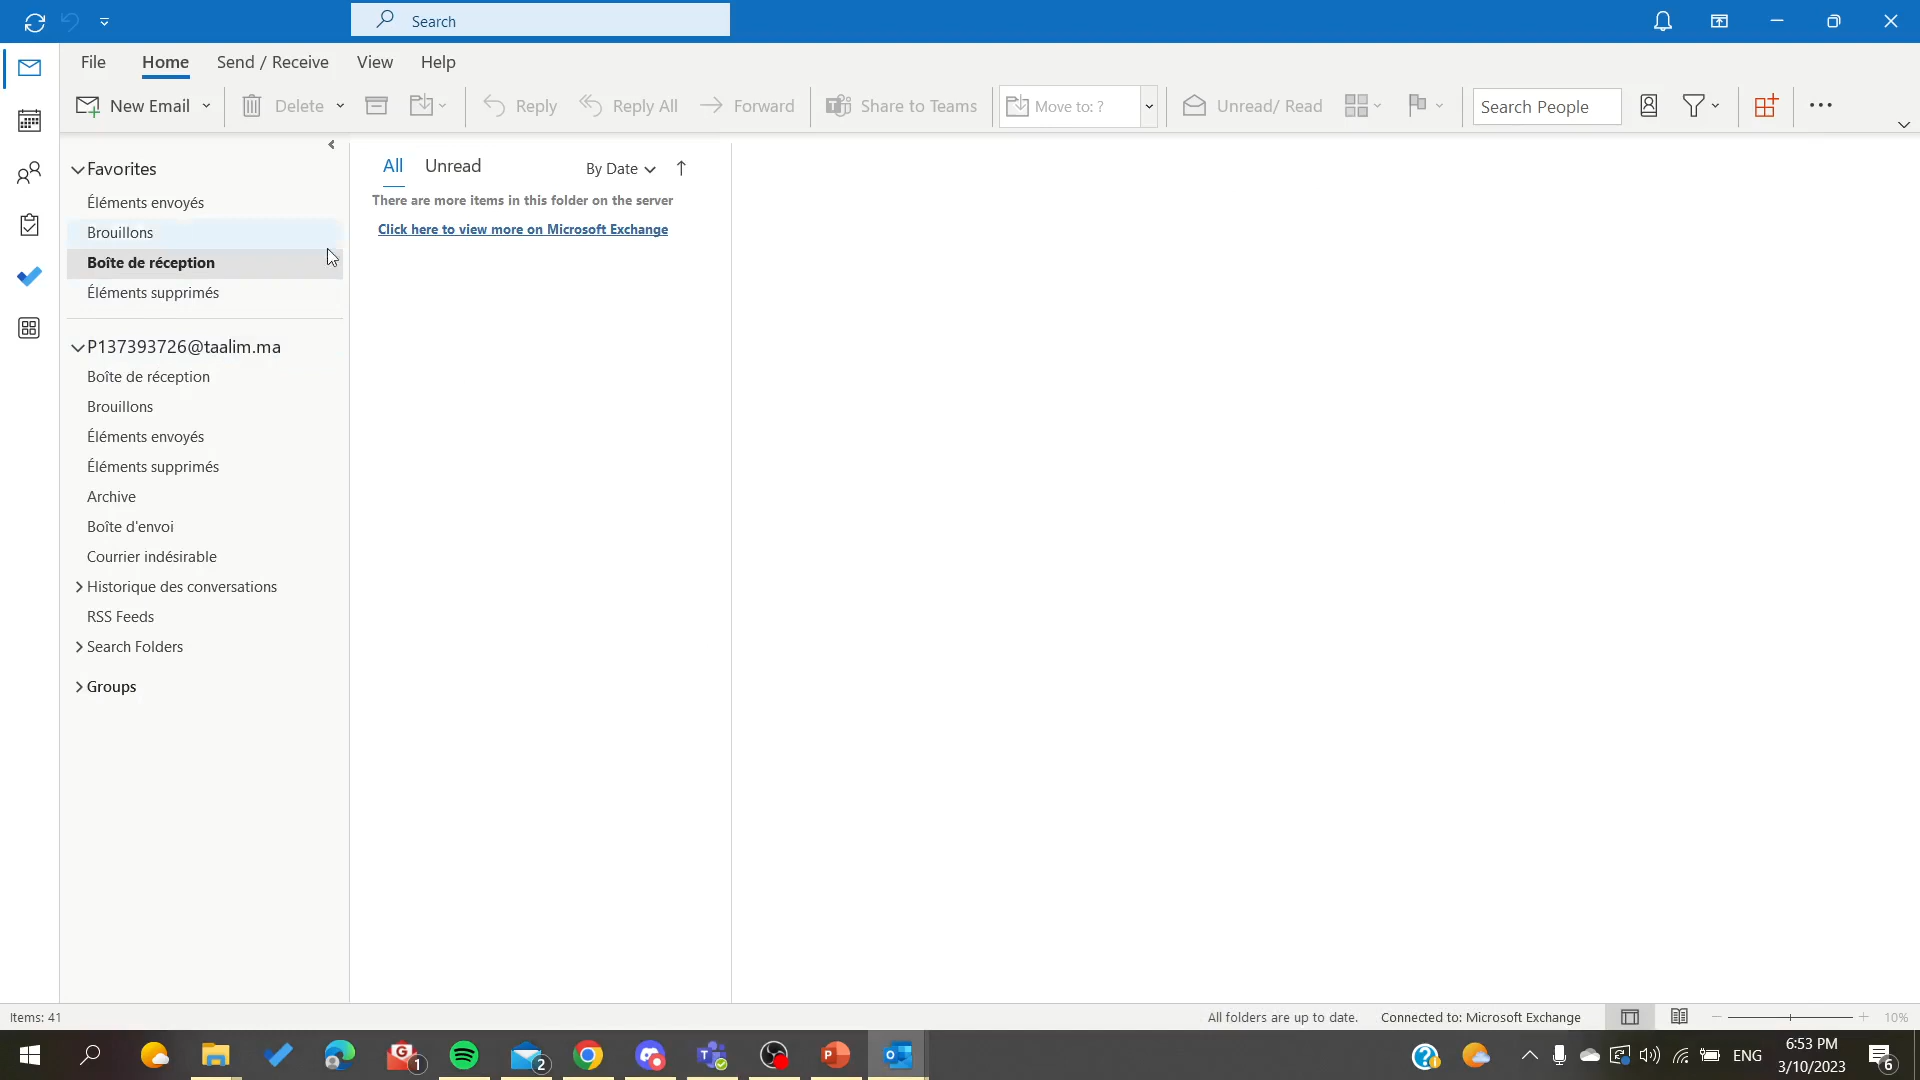 Search
File Home Send / Receive View Help
New Email Delete Reply Reply All Forward Share to Teams Move to: ? Unread/ Read Search People
Favorites
Éléments envoyés
Brouillons
Boîte de réception
Éléments supprimés
P137393726@taalim.ma
Boîte de réception
Brouillons
Éléments envoyés
Éléments supprimés
Archive
Boîte d'envoi
Courrier indésirable
Historique des conversations
RSS Feeds
Search Folders
Groups
All Unread By Date
There are more items in this folder on the server
Click here to view more on Microsoft Exchange
Items: 41 All folders are up to date. Connected to: Microsoft Exchange 10%
1 2 ENG 6:53 PM 6
3/10/2023